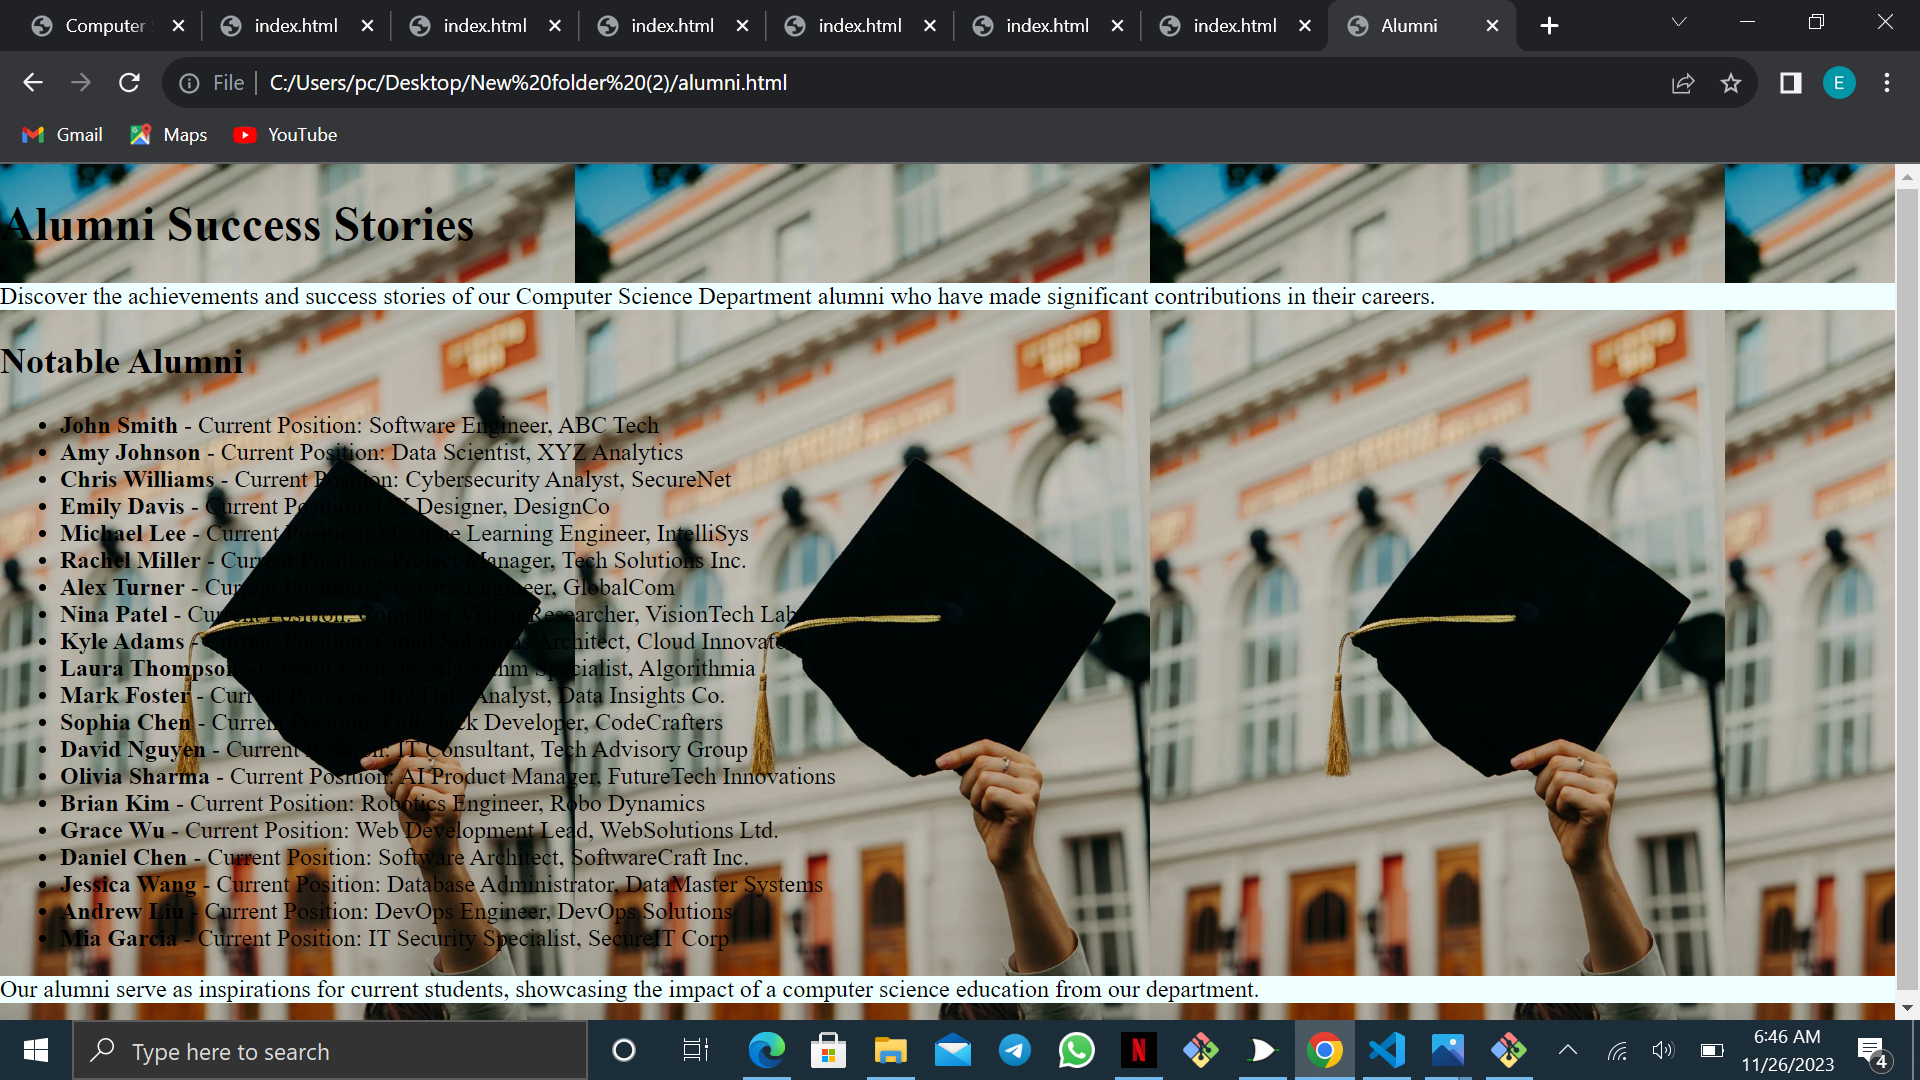 Computer
index.html
index.html
index.html
index.html
index.html
index.html
Alumni
File
C:/Users/pc/Desktop/New%20folder%20(2)/alumni.html
E
Gmail
Maps
YouTube
Alumni Success Stories
Discover the achievements and success stories of our Computer Science Department alumni who have made significant contributions in their careers.
Notable Alumni
John Smith - Current Position: Software Engineer, ABC Tech
Amy Johnson - Current Position: Data Scientist, XYZ Analytics
Chris Williams - Current Position: Cybersecurity Analyst, SecureNet
Emily Davis - Current Position: UX Designer, DesignCo
Michael Lee - Current Position: Machine Learning Engineer, IntelliSys
Rachel Miller - Current Position: Project Manager, Tech Solutions Inc.
Alex Turner - Current Position: Network Engineer, GlobalCom
Nina Patel - Current Position: Computer Vision Researcher, VisionTech Labs
Kyle Adams - Current Position: Cloud Solutions Architect, Cloud Innovators
Laura Thompson - Current Position: Algorithm Specialist, Algorithmia
Mark Foster - Current Position: Big Data Analyst, Data Insights Co.
Sophia Chen - Current Position: Full-stack Developer, CodeCrafters
David Nguyen - Current Position: IT Consultant, Tech Advisory Group
Olivia Sharma - Current Position: AI Product Manager, FutureTech Innovations
Brian Kim - Current Position: Robotics Engineer, Robo Dynamics
Grace Wu - Current Position: Web Development Lead, WebSolutions Ltd.
Daniel Chen - Current Position: Software Architect, SoftwareCraft Inc.
Jessica Wang - Current Position: Database Administrator, DataMaster Systems
Andrew Liu - Current Position: DevOps Engineer, DevOps Solutions
Mia Garcia - Current Position: IT Security Specialist, SecureIT Corp
Our alumni serve as inspirations for current students, showcasing the impact of a computer science education from our department.
Type here to search
N
6:46 AM
11/26/2023
4